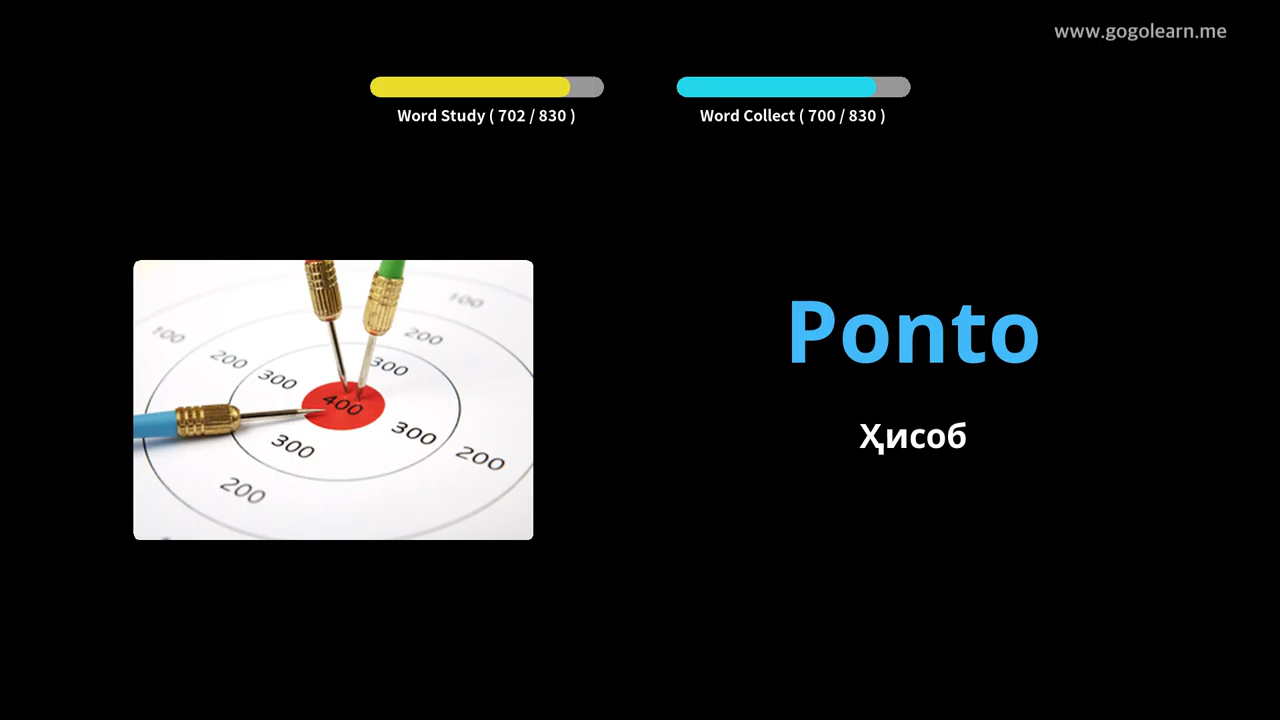 www.gogolearn.me
Word Study ( 702 / 830 )
Word Collect ( 700 / 830 )
100
100
200
200
300
300
400
300
300
200
200
Ponto
Ҳисоб